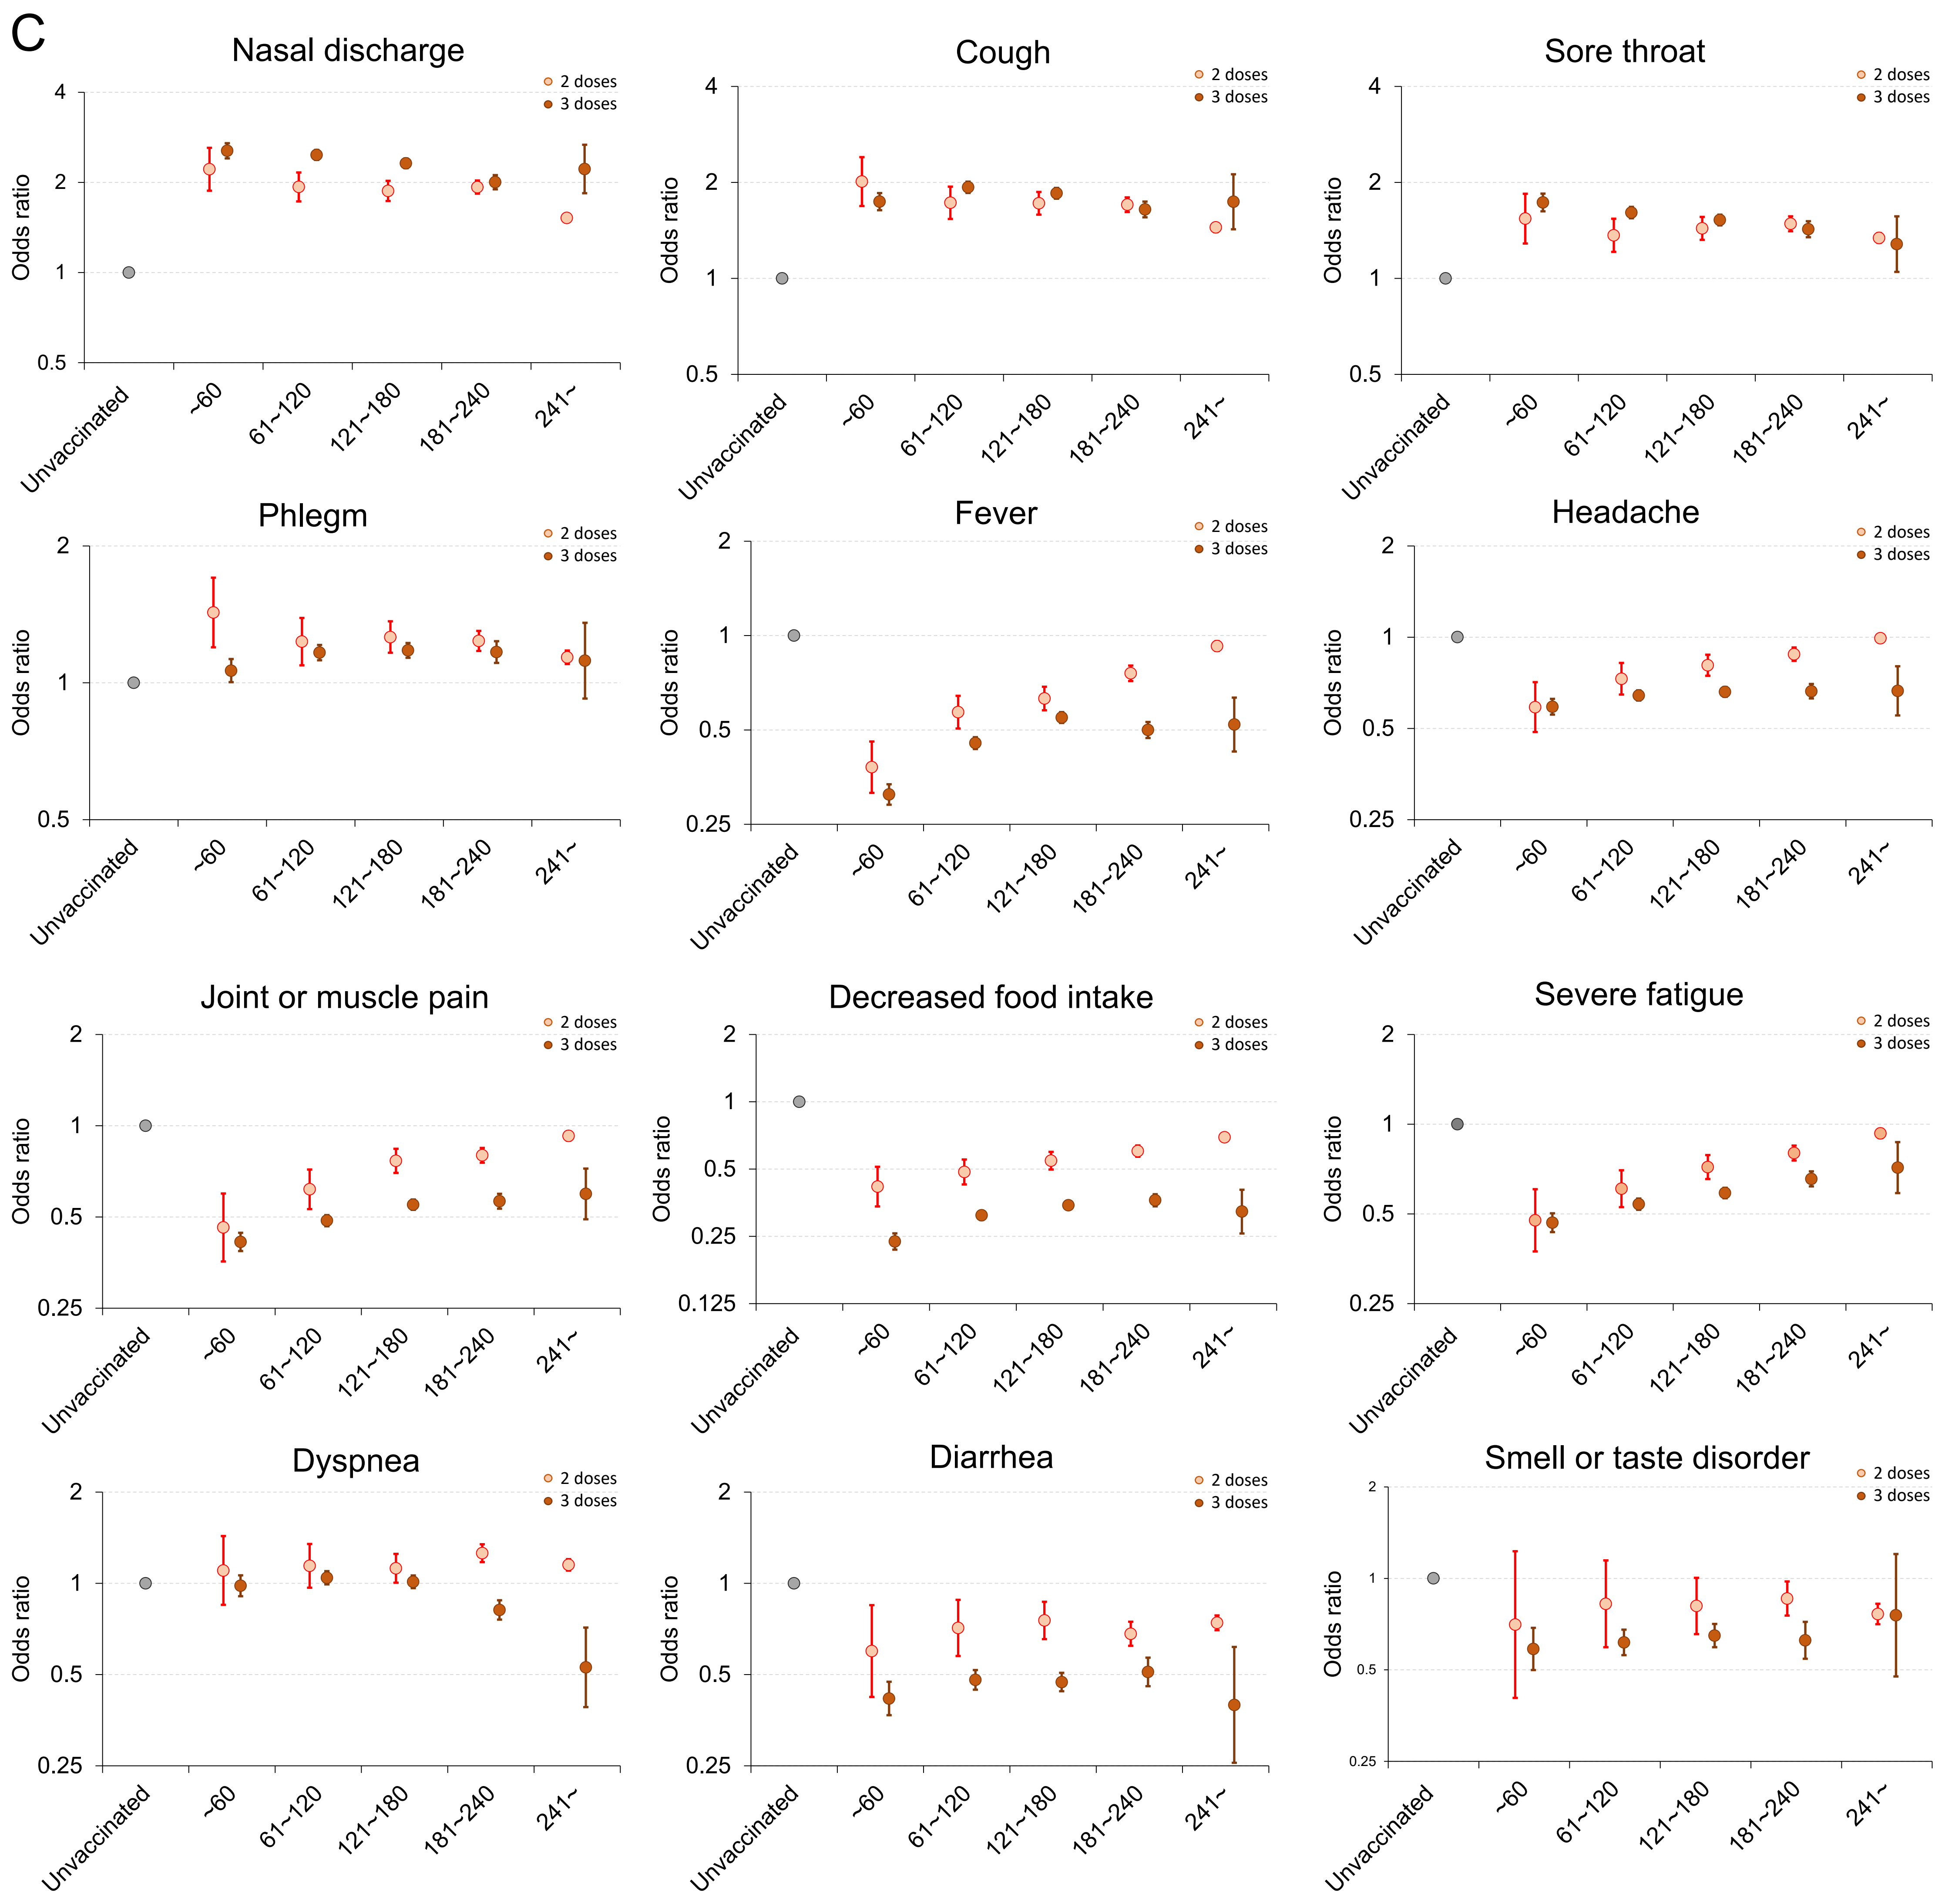 C
Nasal discharge
2 doses
3 doses
Odds ratio
4
2
1
0.5
Unvaccinated
~60
61~120
121~180
181~240
241~
Cough
2 doses
3 doses
Odds ratio
4
2
1
0.5
Unvaccinated
~60
61~120
121~180
181~240
241~
Sore throat
2 doses
3 doses
Odds ratio
4
2
1
0.5
Unvaccinated
~60
61~120
121~180
181~240
241~
Phlegm
2 doses
3 doses
Odds ratio
2
1
0.5
Unvaccinated
~60
61~120
121~180
181~240
241~
Fever
2 doses
3 doses
Odds ratio
2
1
0.5
0.25
Unvaccinated
~60
61~120
121~180
181~240
241~
Headache
2 doses
3 doses
Odds ratio
2
1
0.5
0.25
Unvaccinated
~60
61~120
121~180
181~240
241~
Joint or muscle pain
2 doses
3 doses
Odds ratio
2
1
0.5
0.25
Unvaccinated
~60
61~120
121~180
181~240
241~
Decreased food intake
2 doses
3 doses
Odds ratio
2
1
0.5
0.25
0.125
Unvaccinated
~60
61~120
121~180
181~240
241~
Severe fatigue
2 doses
3 doses
Odds ratio
2
1
0.5
0.25
Unvaccinated
~60
61~120
121~180
181~240
241~
Dyspnea
2 doses
3 doses
Odds ratio
2
1
0.5
0.25
Unvaccinated
~60
61~120
121~180
181~240
241~
Diarrhea
2 doses
3 doses
Odds ratio
2
1
0.5
0.25
Unvaccinated
~60
61~120
121~180
181~240
241~
Smell or taste disorder
2 doses
3 doses
Odds ratio
2
1
0.5
0.25
Unvaccinated
~60
61~120
121~180
181~240
241~